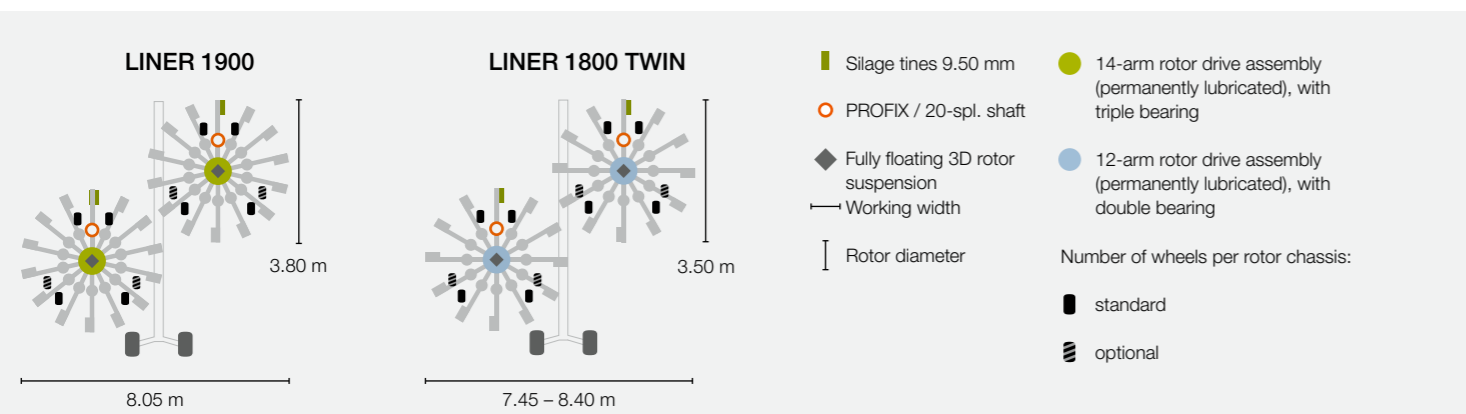 LINER 1900
3.80 m
8.05 m
LINER 1800 TWIN
3.50 m
7.45 – 8.40 m
Silage tines 9.50 mm
PROFIX / 20-spl. shaft
Fully floating 3D rotor
suspension
Working width
Rotor diameter
14-arm rotor drive assembly
(permanently lubricated), with
triple bearing
12-arm rotor drive assembly
(permanently lubricated), with
double bearing
Number of wheels per rotor chassis:
standard
optional